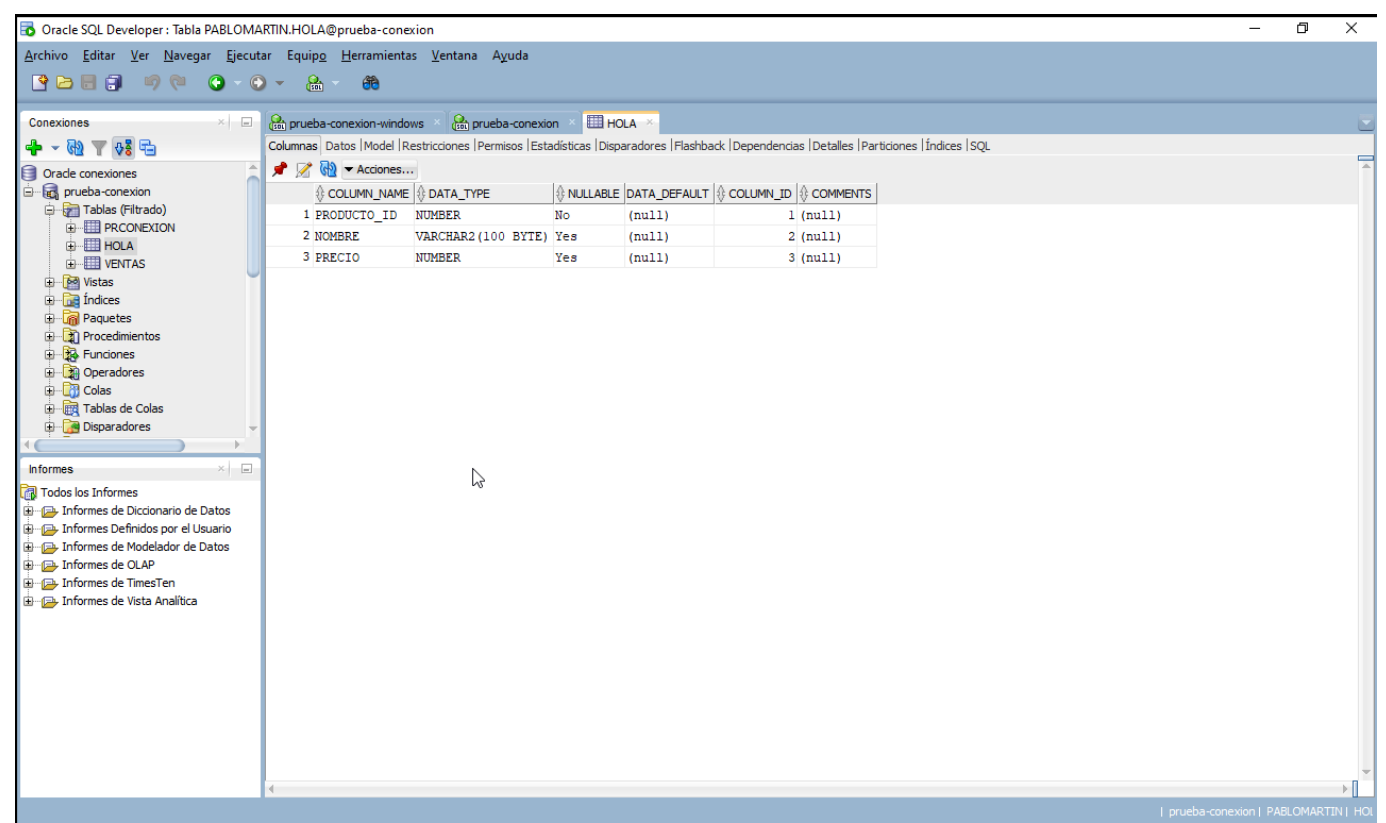 Oracle SQL Developer : Tabla PABLOMARTIN.HOLA@prueba-conexion
Archivo Editar Ver Navegar Ejecutar Equipo Herramientas Ventana Ayuda
Conexiones
Oracle conexiones
prueba-conexion
Tablas (Filtrado)
PRCONEXION
HOLA
VENTAS
Vistas
Índices
Paquetes
Procedimientos
Funciones
Operadores
Colas
Tablas de Colas
Disparadores
Informes
Todos los Informes
Informes de Diccionario de Datos
Informes Definidos por el Usuario
Informes de Modelador de Datos
Informes de OLAP
Informes de TimesTen
Informes de Vista Analítica
prueba-conexion-windows prueba-conexion HOLA
Columnas Datos Model Restricciones Permisos Estadísticas Disparadores Flashback Dependencias Detalles Particiones Índices SQL
Acciones...
COLUMN_NAME DATA_TYPE NULLABLE DATA_DEFAULT COLUMN_ID COMMENTS
1 PRODUCTO_ID NUMBER No (null) 1 (null)
2 NOMBRE VARCHAR2(100 BYTE) Yes (null) 2 (null)
3 PRECIO NUMBER Yes (null) 3 (null)
| prueba-conexion | PABLOMARTIN | HOL